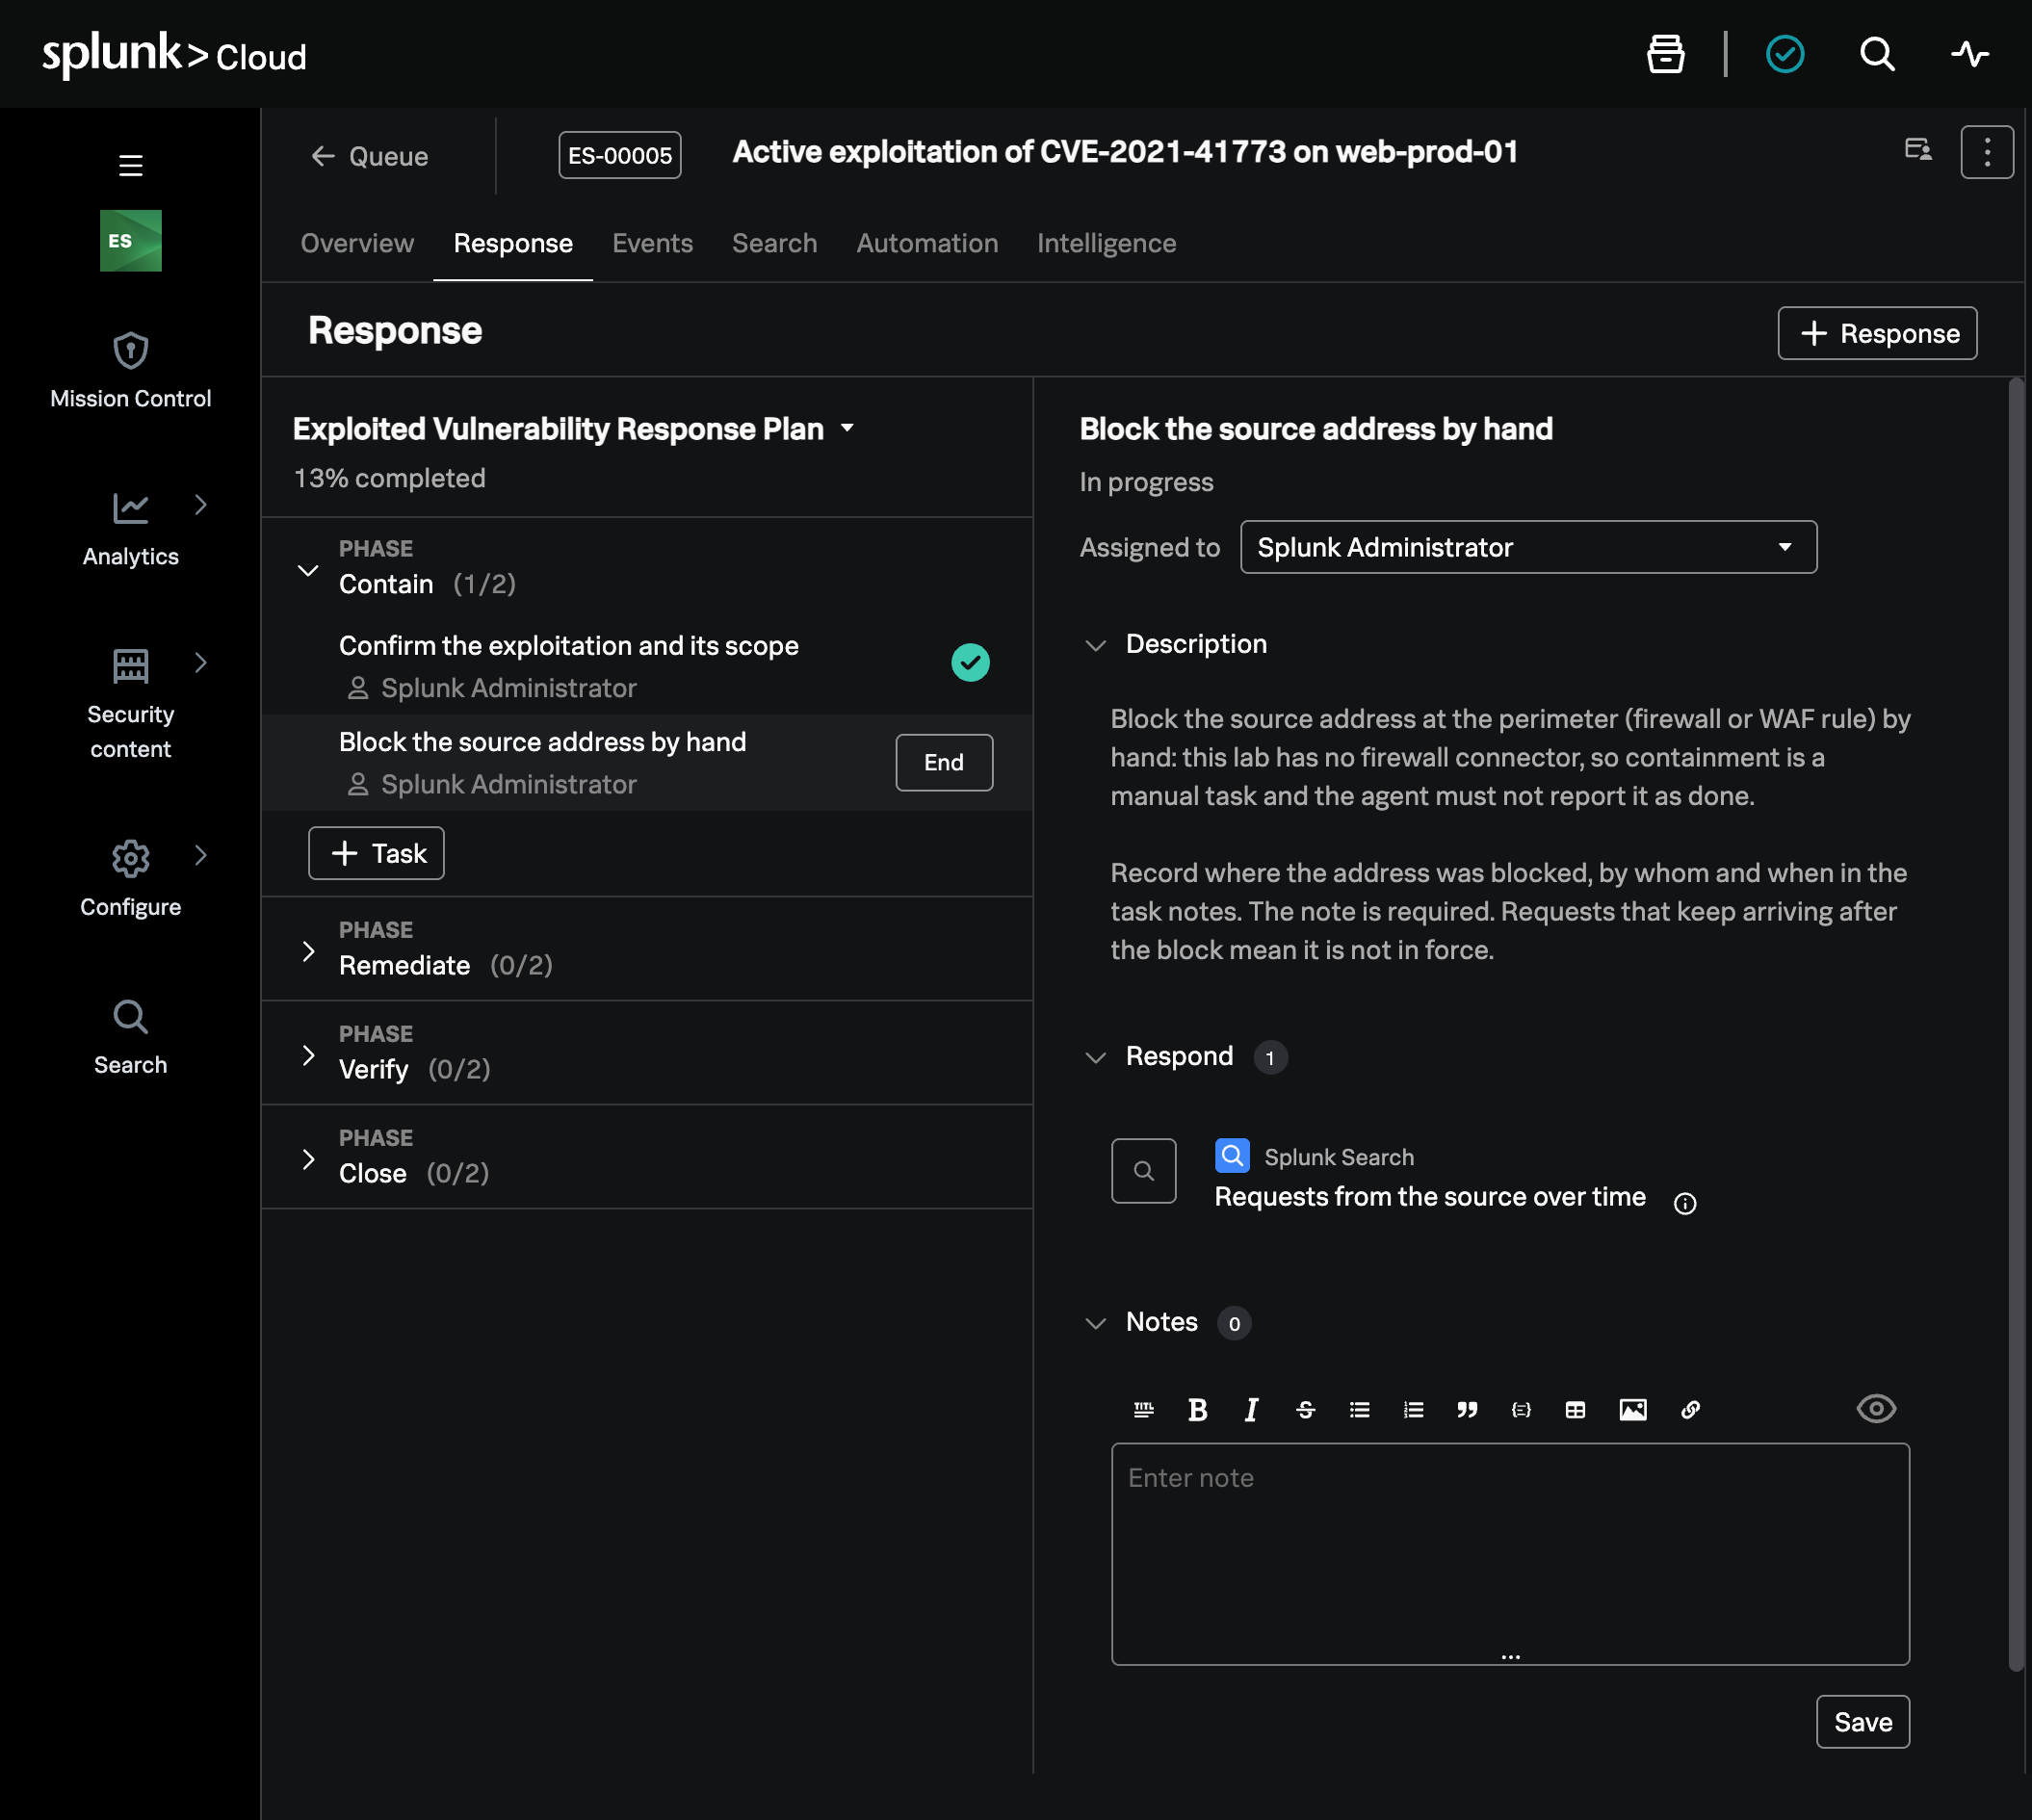 splunk> Cloud
← Queue
ES-00005
Active exploitation of CVE-2021-41773 on web-prod-01
ES
Mission Control
Analytics
Security
content
Configure
Search
Overview Response Events Search Automation Intelligence
Response
+ Response
Exploited Vulnerability Response Plan
13% completed
PHASE
Contain (1/2)
Confirm the exploitation and its scope
Splunk Administrator
Block the source address by hand
Splunk Administrator
End
+ Task
PHASE
Remediate (0/2)
PHASE
Verify (0/2)
PHASE
Close (0/2)
Block the source address by hand
In progress
Assigned to Splunk Administrator
Description
Block the source address at the perimeter (firewall or WAF rule) by
hand: this lab has no firewall connector, so containment is a
manual task and the agent must not report it as done.
Record where the address was blocked, by whom and when in the
task notes. The note is required. Requests that keep arriving after
the block mean it is not in force.
Respond 1
Splunk Search
Requests from the source over time
Notes 0
Enter note
Save